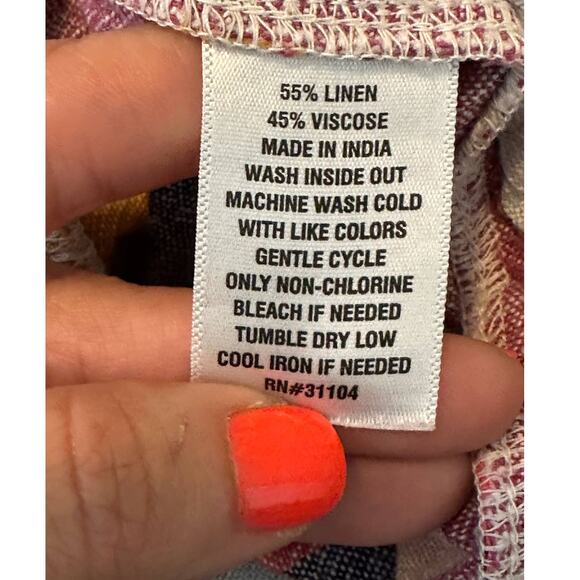 55% LINEN
45% VISCOSE
MADE IN INDIA
WASH INSIDE OUT
MACHINE WASH COLD
WITH LIKE COLORS
GENTLE CYCLE
ONLY NON-CHLORINE
BLEACH IF NEEDED
TUMBLE DRY LOW
COOL IRON IF NEEDED
RN#31104